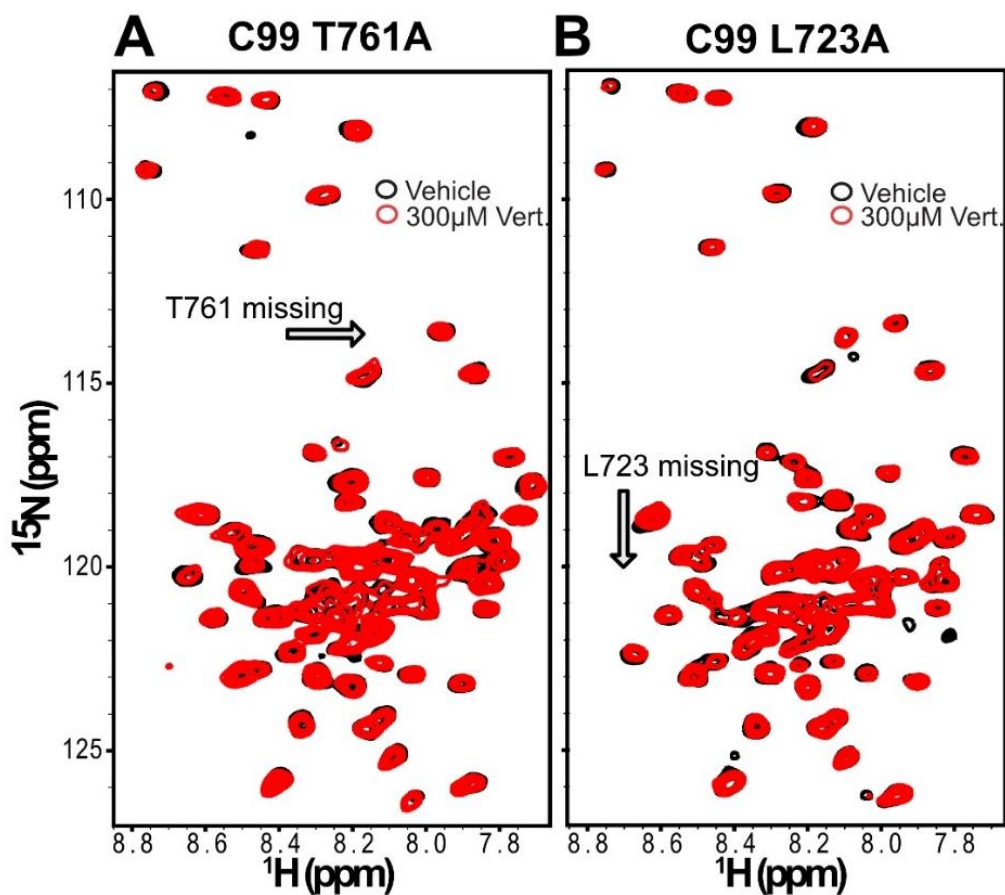 A C99 T761A
B C99 L723A
Vehicle
300µM Vert.
Vehicle
300µM Vert.
T761 missing
L723 missing
110
115
120
125
15N (ppm)
8.8 8.6 8.4 8.2 8.0 7.8
8.8 8.6 8.4 8.2 8.0 7.8
1H (ppm)
1H (ppm)